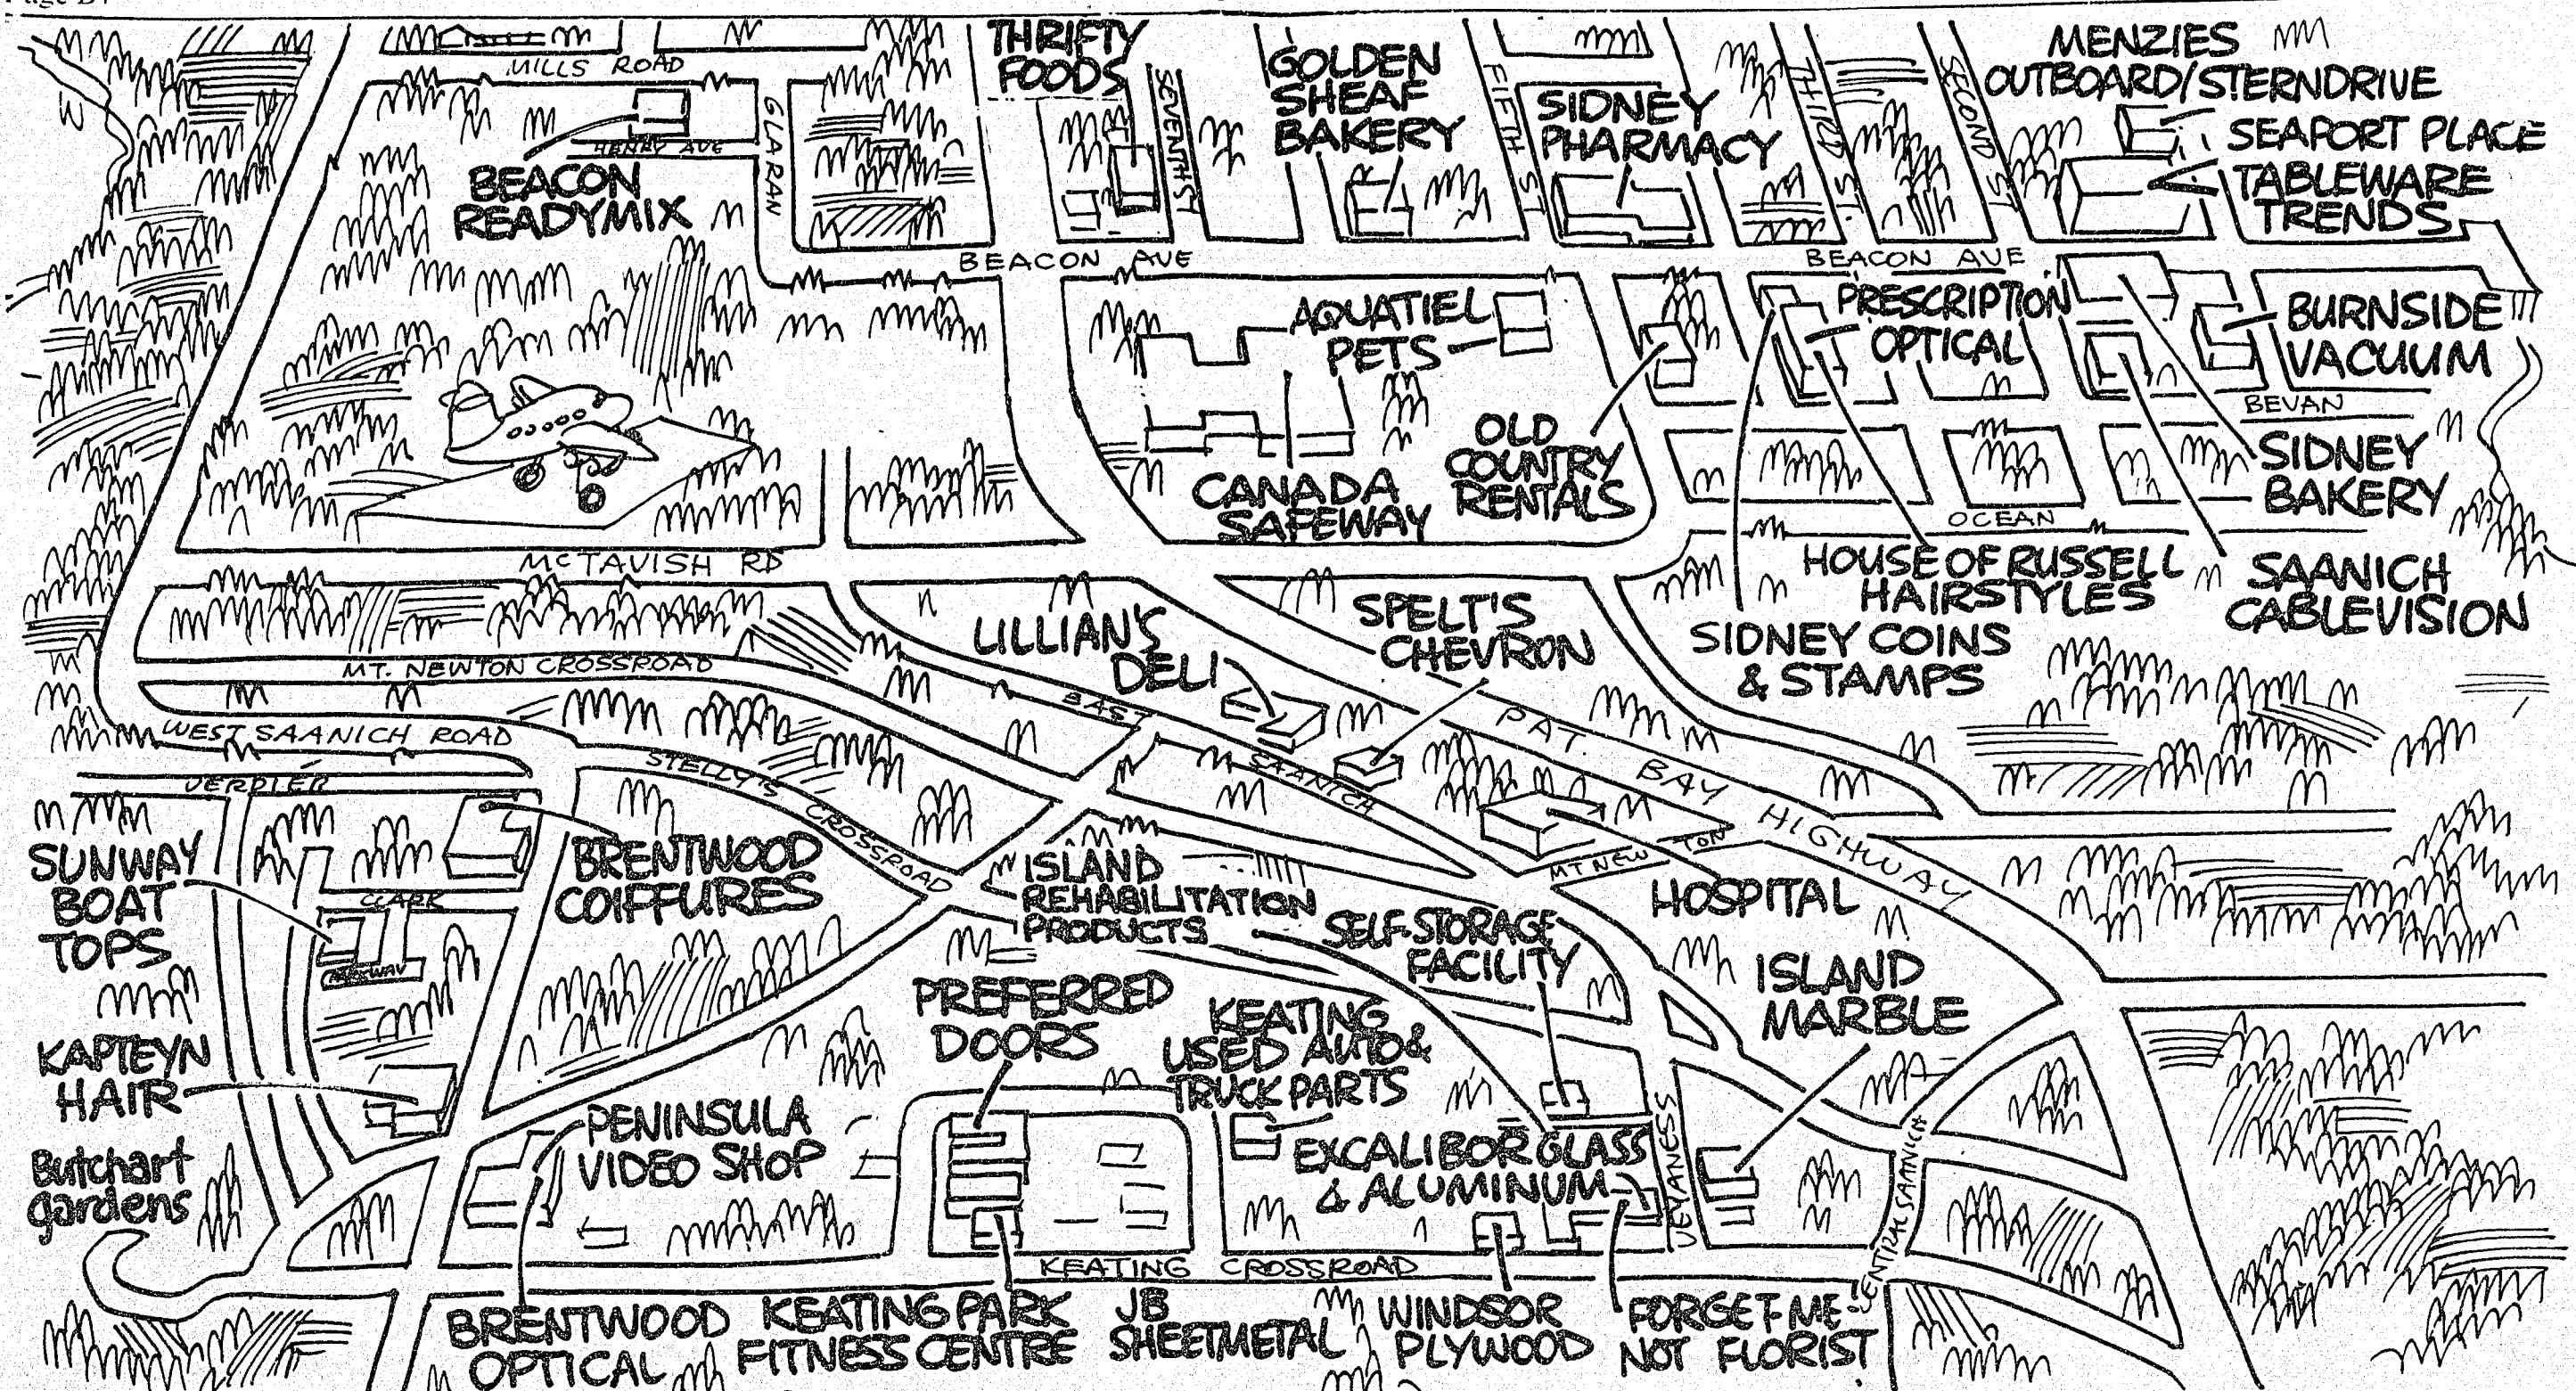 MILLS ROAD
THRIFTY
FOODS
SEVENTH ST
GOLDEN
SHEAF
BAKERY
FIFTH ST
SIDNEY
PHARMACY
THIRD ST.
SECOND ST
MENZIES
OUTBOARD/STERNDRIVE
SEAPORT PLACE
TABLEWARE
TRENDS
GLARAN
HENRY AVE
BEACON
READYMIX
BEACON AVE
BEACON AVE
AQUATIEL
PETS
PRESCRIPTION
OPTICAL
BURNSIDE
VACUUM
BEVAN
OLD
COUNTRY
RENTALS
CANADA
SAFEWAY
SIDNEY
BAKERY
OCEAN
MCTAVISH RD
HOUSE OF RUSSELL
HAIRSTYLES
SAANICH
CABLEVISION
LILLIAN'S
DELI
SPELT'S
CHEVRON
SIDNEY COINS
& STAMPS
MT. NEWTON CROSSROAD
EAST
SAANICH
PAT. BAY HIGHWAY
WEST SAANICH ROAD
STELLY'S CROSSROAD
VERDIER
SUNWAY
BOAT
TOPS
BRENTWOOD
COIFFURES
CLARK
ISLAND
REHABILITATION
PRODUCTS
MT NEWTON
HOSPITAL
SELF-STORAGE
FACILITY
ISLAND
MARBLE
PREFERRED
DOORS
KEATING
USED AUTO &
TRUCK PARTS
KAPTEYN
HAIR
Butchart
gardens
PENINSULA
VIDEO SHOP
EXCALIBOR GLASS
& ALUMINUM
VEYANESS
CENTRAL SAANICH
KEATING CROSSROAD
BRENTWOOD
OPTICAL
KEATING PARK
FITNESS CENTRE
JB
SHEETMETAL
WINDSOR
PLYWOOD
FORGET-ME-
NOT FLORIST